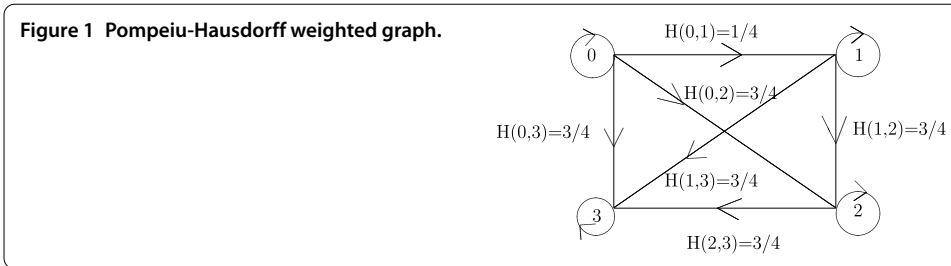 Figure 1 Pompeiu-Hausdorff weighted graph.
H(0,1)=1/4
0
1
H(0,2)=3/4
H(0,3)=3/4
H(1,2)=3/4
H(1,3)=3/4
3
2
H(2,3)=3/4